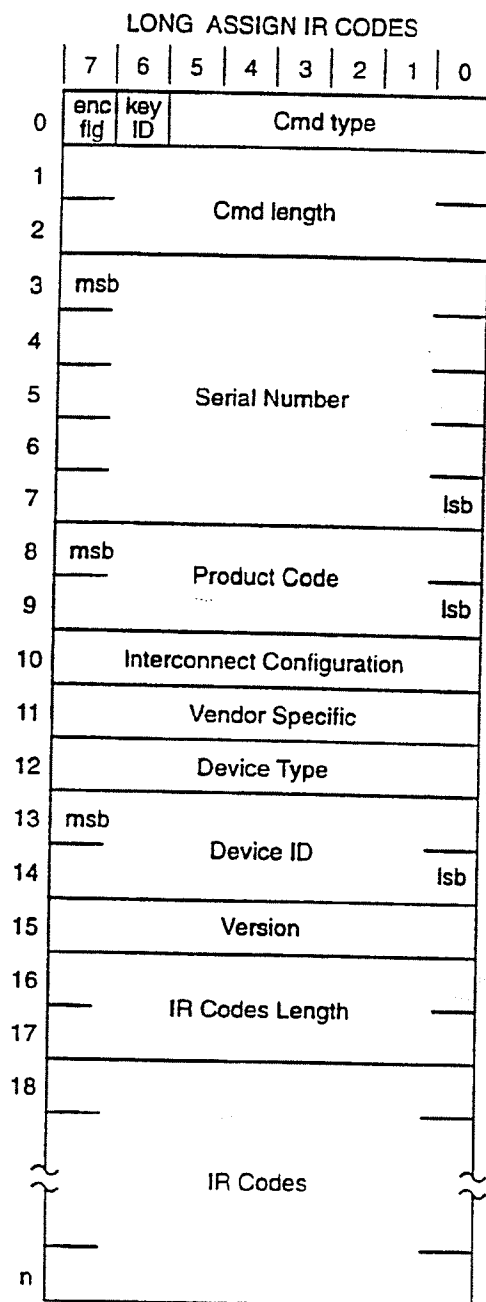 LONG ASSIGN IR CODES
7 6 5 4 3 2 1 0
0 enc flg key ID Cmd type
1
Cmd length
2
3 msb
4
5 Serial Number
6
7 lsb
8 msb
Product Code
9 lsb
10 Interconnect Configuration
11 Vendor Specific
12 Device Type
13 msb
Device ID
14 lsb
15 Version
16
IR Codes Length
17
18
IR Codes
n